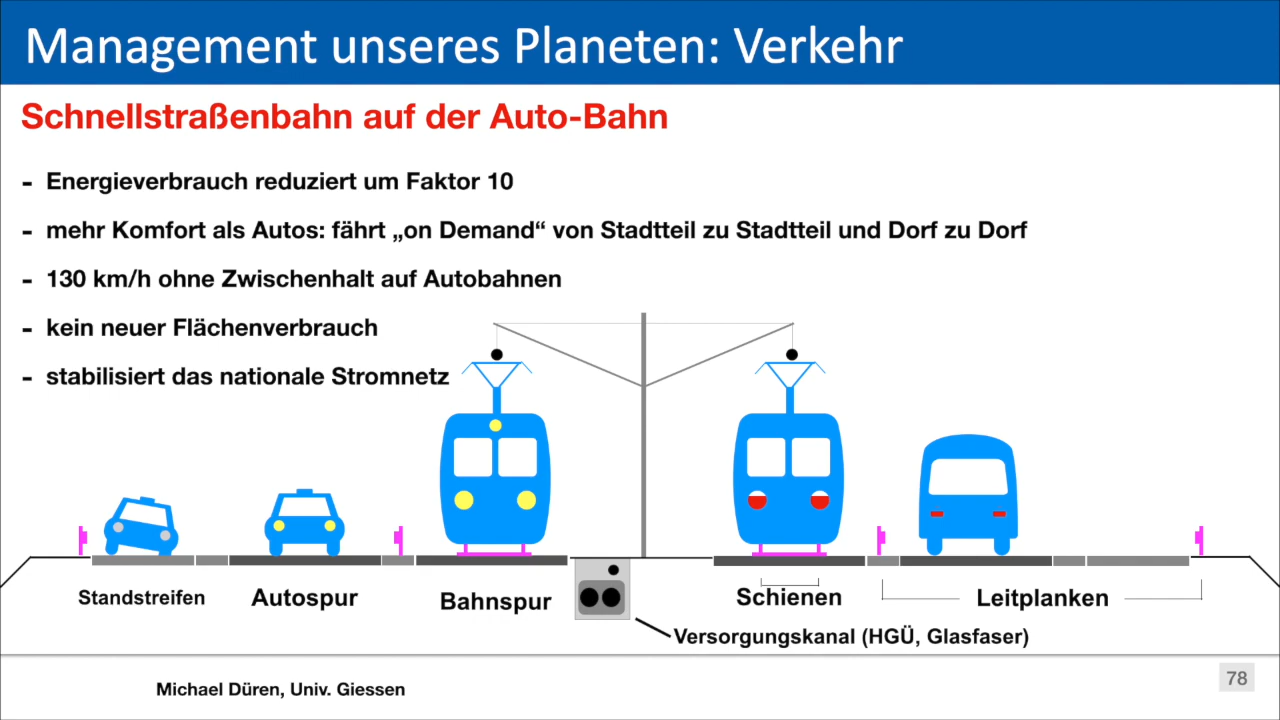 Management unseres Planeten: Verkehr
Schnellstraßenbahn auf der Auto-Bahn
- Energieverbrauch reduziert um Faktor 10
- mehr Komfort als Autos: fährt „on Demand“ von Stadtteil zu Stadtteil und Dorf zu Dorf
- 130 km/h ohne Zwischenhalt auf Autobahnen
- kein neuer Flächenverbrauch
- stabilisiert das nationale Stromnetz
Standstreifen
Autospur
Bahnspur
Schienen
Leitplanken
Versorgungskanal (HGÜ, Glasfaser)
Michael Düren, Univ. Giessen
78